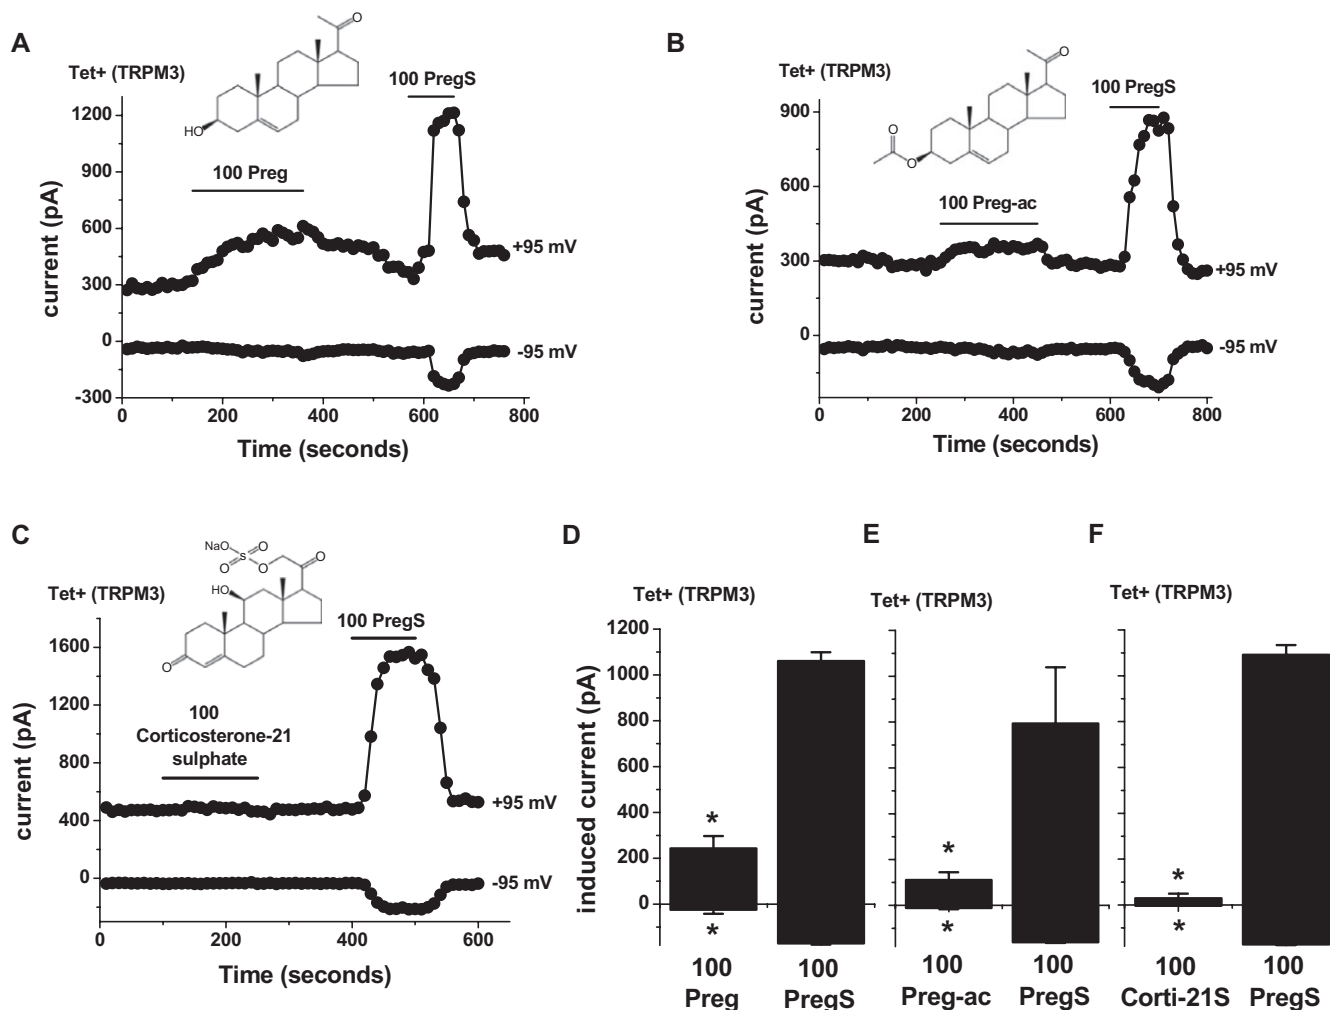 A
Tet+ (TRPM3)
O
HO
100 PregS
100 Preg
1200
900
600
300
0
-300
current (pA)
+95 mV
-95 mV
0 200 400 600 800
Time (seconds)
B
Tet+ (TRPM3)
O
O
O
100 PregS
100 Preg-ac
900
600
300
0
current (pA)
+95 mV
-95 mV
0 200 400 600 800
Time (seconds)
C
Tet+ (TRPM3)
NaO O
S
O O O
HO
O
100 PregS
100
Corticosterone-21
sulphate
1600
1200
800
400
0
current (pA)
+95 mV
-95 mV
0 200 400 600
Time (seconds)
D
Tet+ (TRPM3)
1200
1000
800
600
400
200
0
induced current (pA)
*
*
100 100
Preg PregS
E
Tet+ (TRPM3)
*
*
100 100
Preg-ac PregS
F
Tet+ (TRPM3)
*
*
100 100
Corti-21S PregS